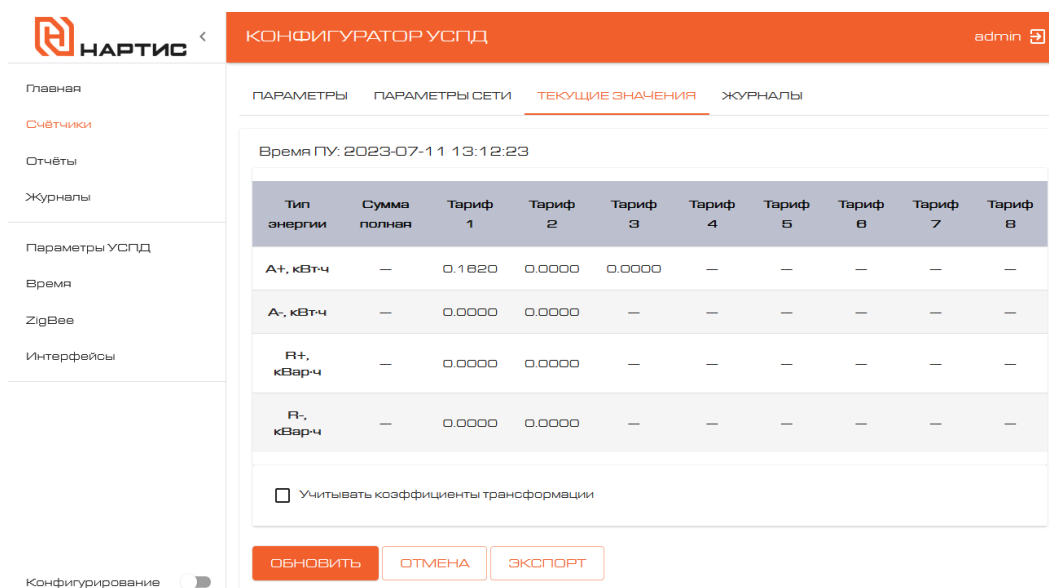 НАРТИС
КОНФИГУРАТОР УСПД
admin
Главная
Счётчики
Отчёты
Журналы
Параметры УСПД
Время
ZigBee
Интерфейсы
Конфигурирование
ПАРАМЕТРЫ ПАРАМЕТРЫ СЕТИ ТЕКУЩИЕ ЗНАЧЕНИЯ ЖУРНАЛЫ
Время ПУ: 2023-07-11 13:12:23
Тип Сумма Тариф Тариф Тариф Тариф Тариф Тариф Тариф Тариф
энергии полная 1 2 3 4 5 6 7 8
А+, кВт·ч — 0.1620 0.0000 0.0000 — — — — —
А-, кВт·ч — 0.0000 0.0000 — — — — — —
R+,
кВар·ч — 0.0000 0.0000 — — — — — —
R-,
кВар·ч — 0.0000 0.0000 — — — — — —
Учитывать коэффициенты трансформации
ОБНОВИТЬ ОТМЕНА ЭКСПОРТ